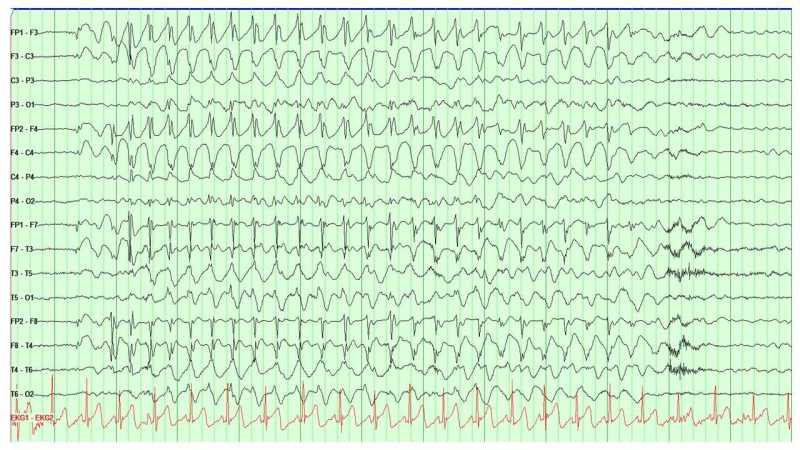 FP1 - F3
F3 - C3
C3 - P3
P3 - O1
FP2 - F4
F4 - C4
C4 - P4
P4 - O2
FP1 - F7
F7 - T3
T3 - T5
T5 - O1
FP2 - F8
F8 - T4
T4 - T6
T6 - O2
EKG1 - EKG2